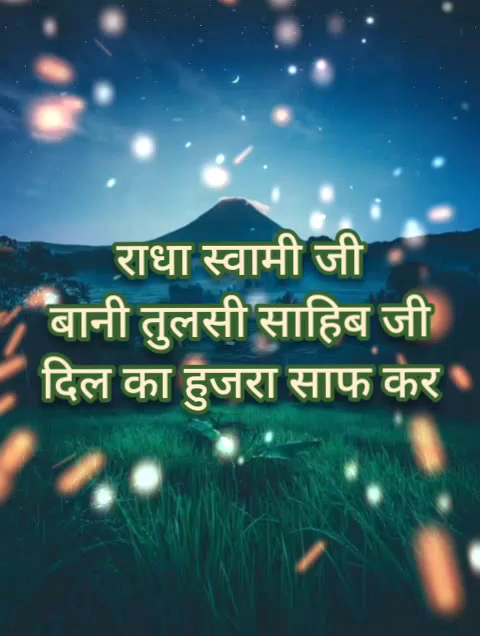 राधा स्वामी जी
बानी तुलसी साहिब जी
दिल का हुजरा साफ कर